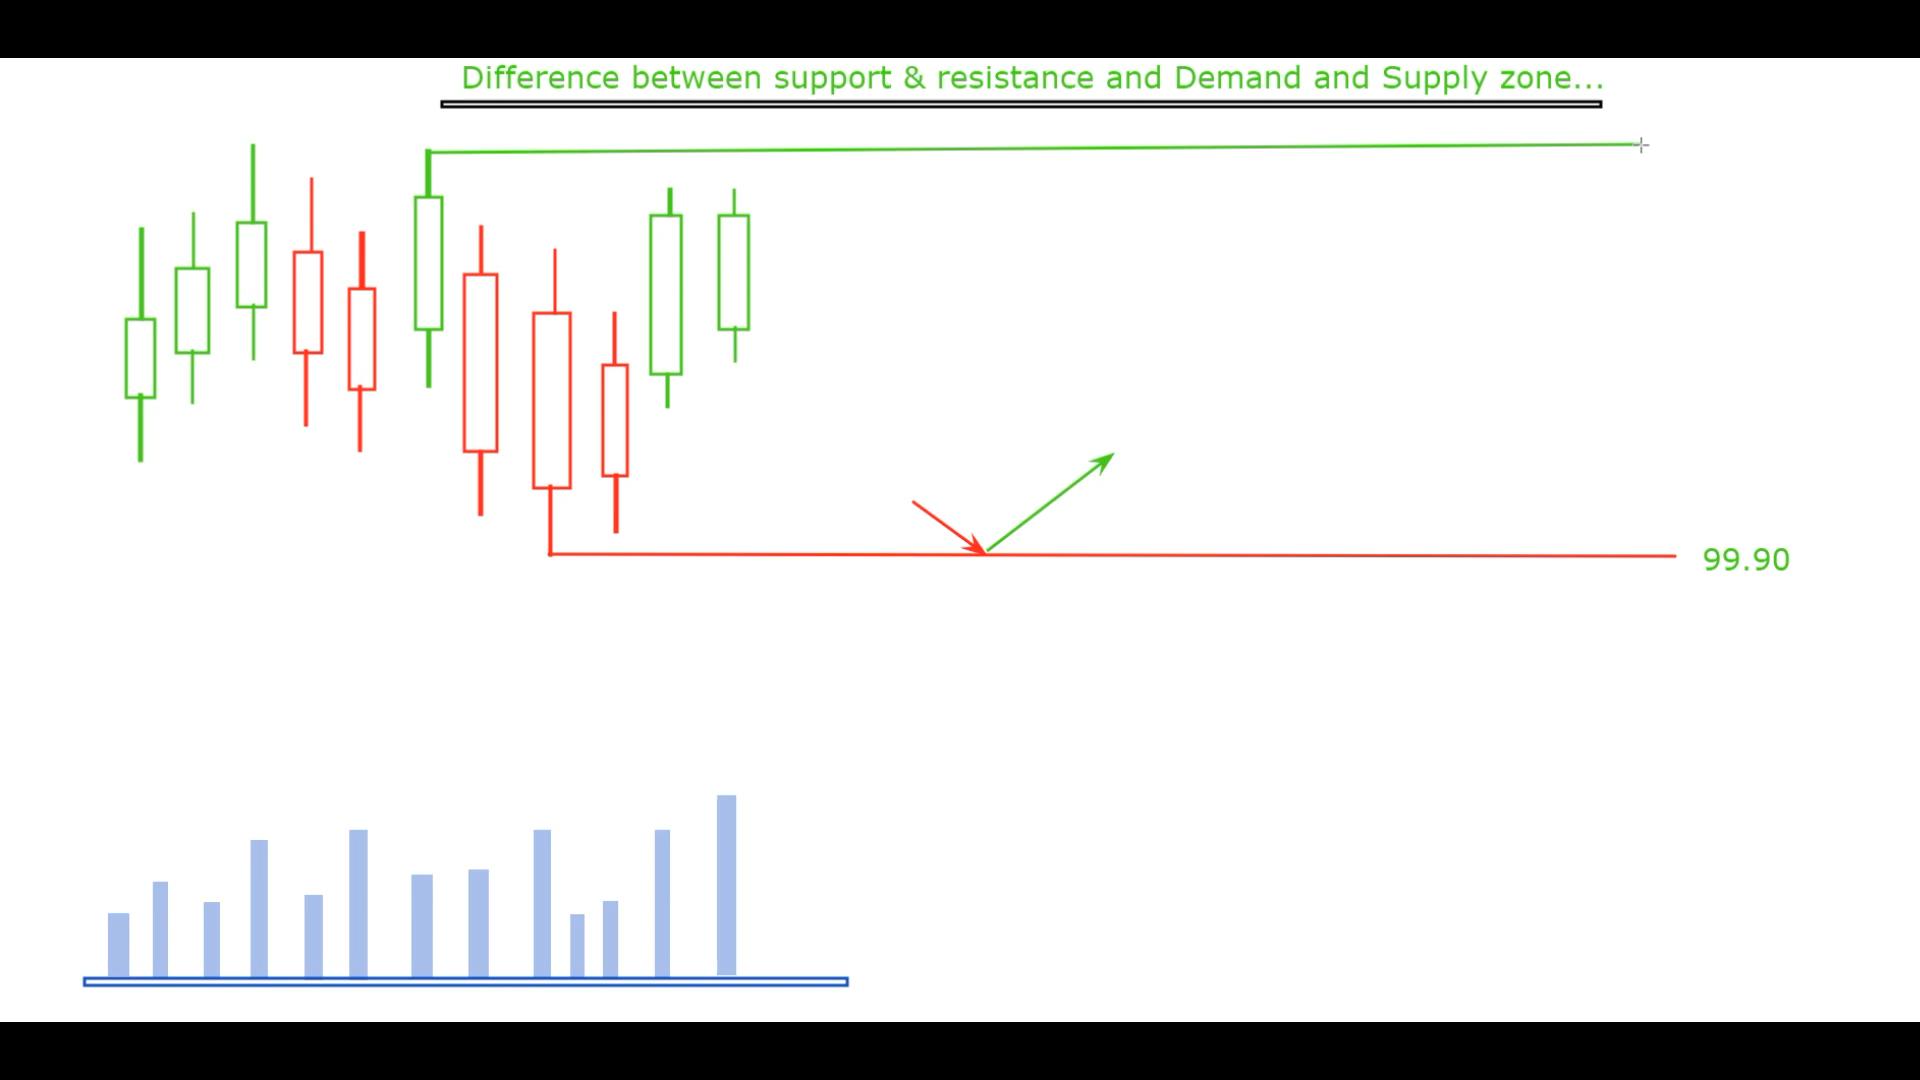 Difference between support & resistance and Demand and Supply zone...
99.90